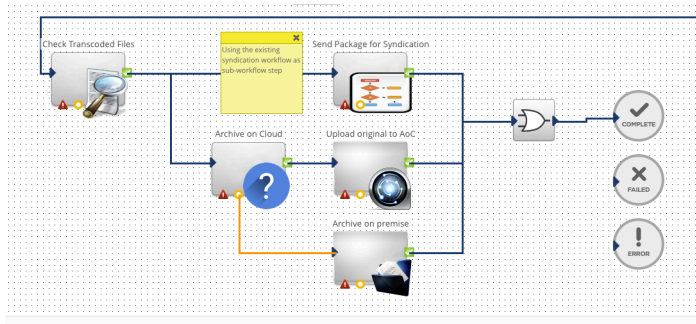 Check Transcoded Files
Using the existing
syndication workflow as
sub-workflow step
Send Package for Syndication
COMPLETE
Archive on Cloud
?
Upload original to AoC
FAILED
Archive on premise
ERROR